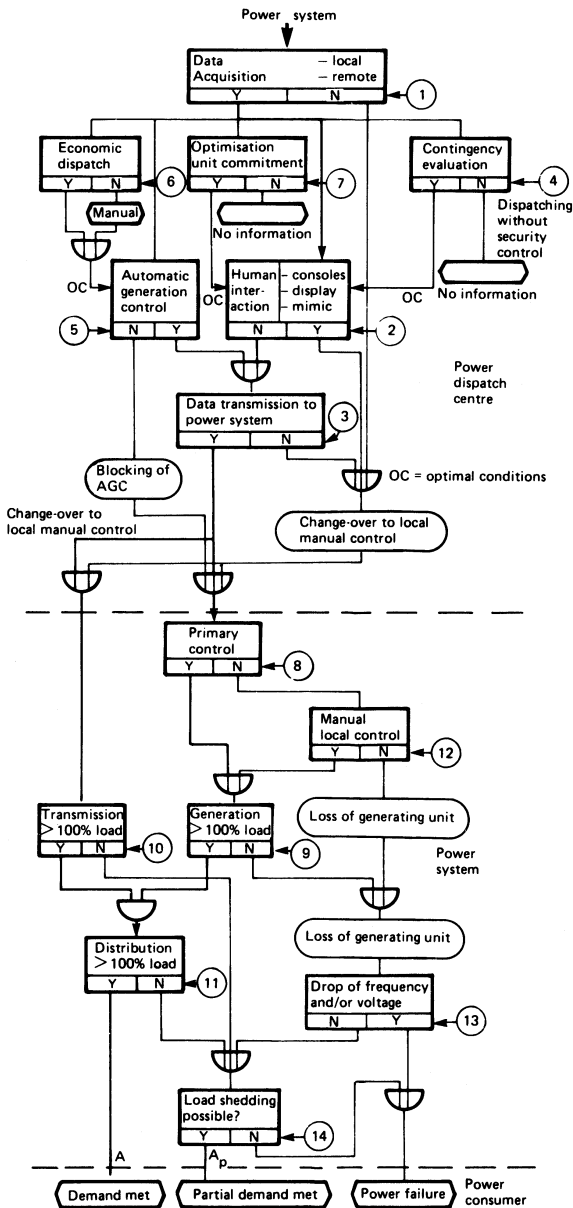 Power system
Data – local
Acquisition – remote
Y N
1
Economic
dispatch
Y N
6
Optimisation
unit commitment
Y N
7
Contingency
evaluation
Y N
4
Manual
No information
Dispatching
without
security
control
No information
OC
Automatic
generation
control
N Y
5
OC
Human
inter-
action
– consoles
– display
– mimic
N Y
2
OC
Power
dispatch
centre
Data transmission to
power system
Y N
3
Blocking of
AGC
OC = optimal conditions
Change-over to
local manual control
Change-over to local
manual control
Primary
control
Y N
8
Manual
local control
Y N
12
Transmission
> 100% load
Y N
10
Generation
> 100% load
Y N
9
Loss of generating unit
Power
system
Loss of generating unit
Distribution
> 100% load
Y N
11
Drop of frequency
and/or voltage
N Y
13
Load shedding
possible?
Y N
14
A
Ap
Demand met
Partial demand met
Power failure
Power
consumer